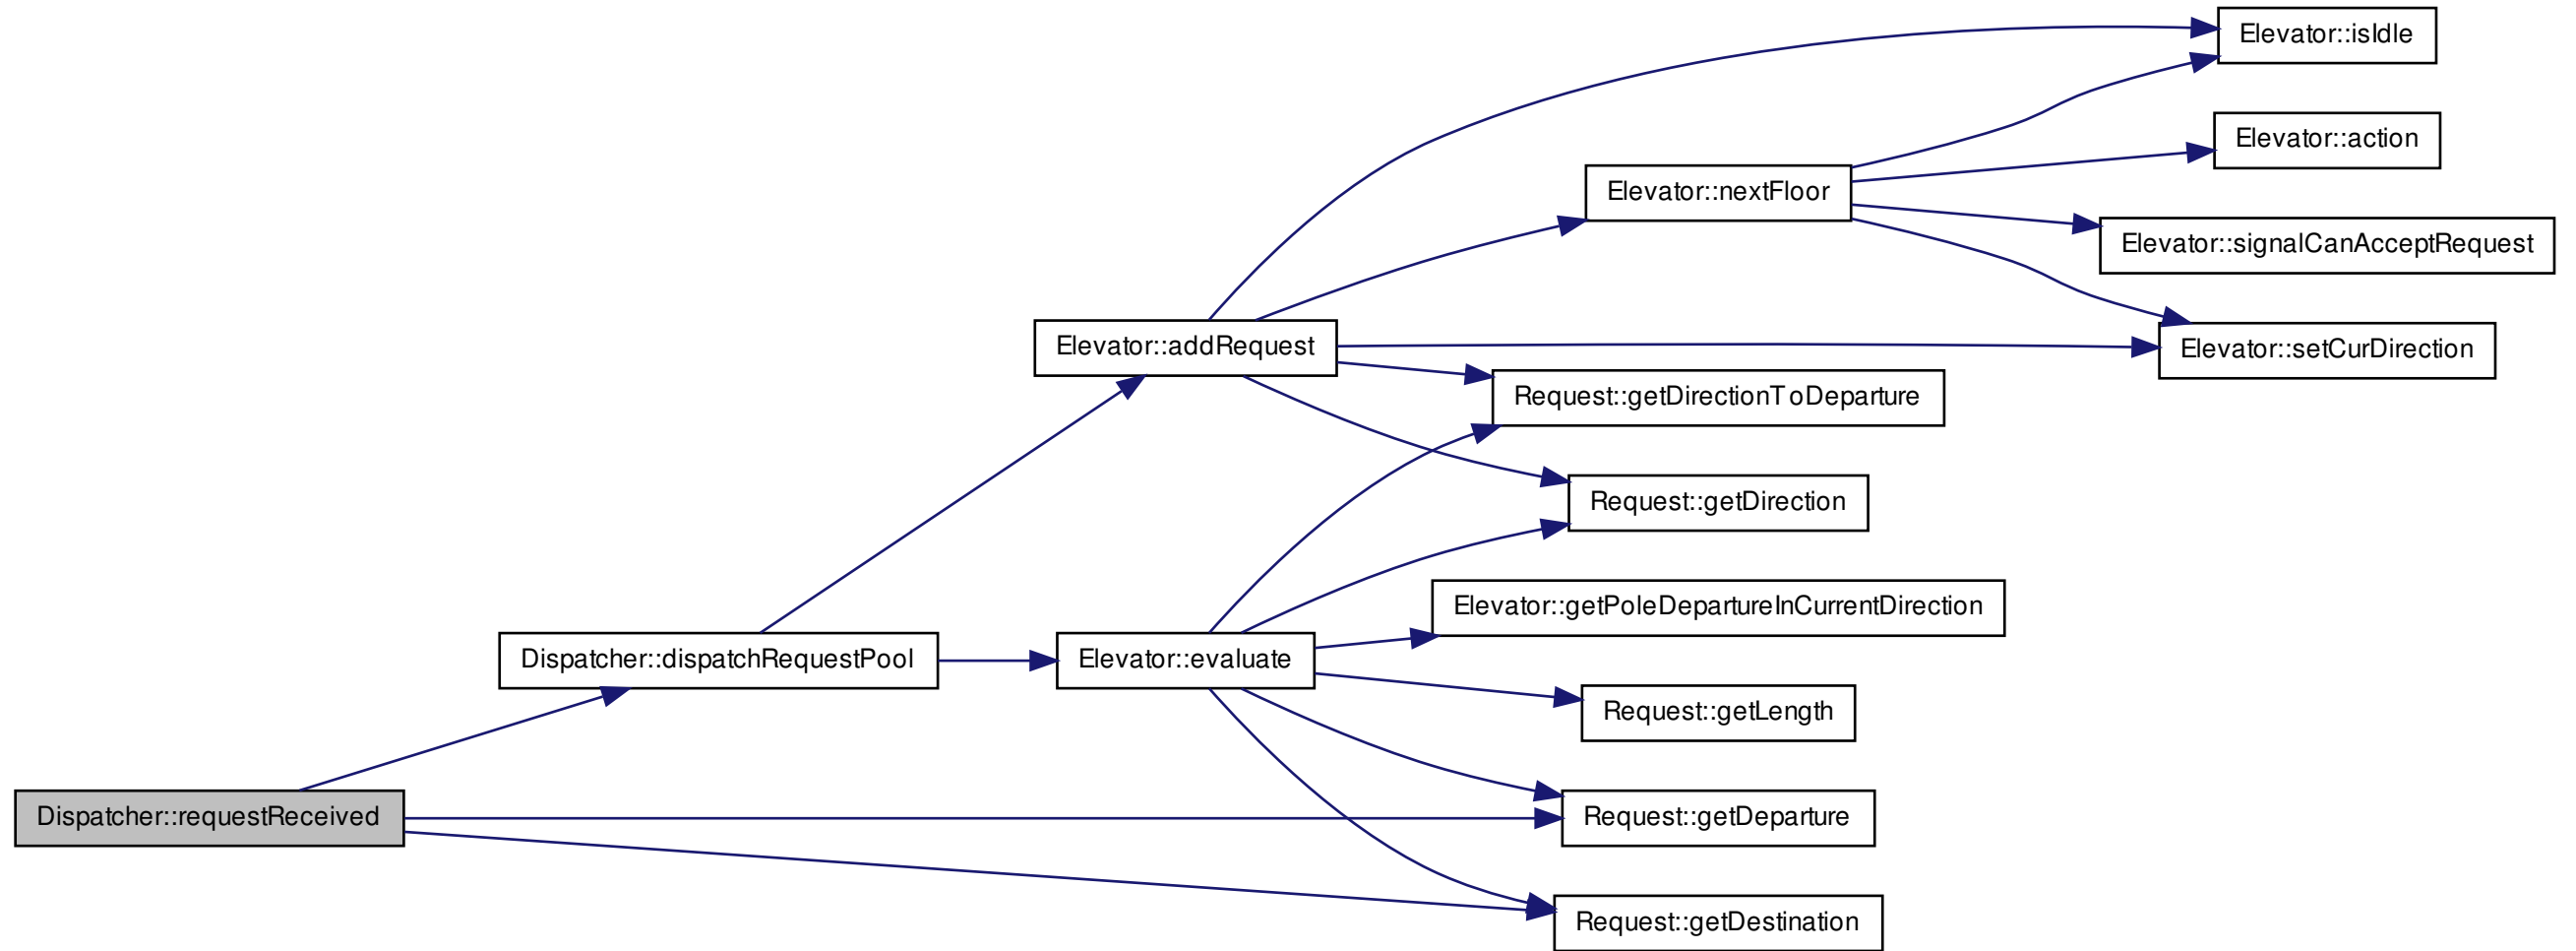 Elevator::isIdle
Elevator::action
Elevator::nextFloor
Elevator::signalCanAcceptRequest
Elevator::addRequest
Elevator::setCurDirection
Request::getDirectionToDeparture
Request::getDirection
Elevator::getPoleDepartureInCurrentDirection
Dispatcher::dispatchRequestPool
Elevator::evaluate
Request::getLength
Dispatcher::requestReceived
Request::getDeparture
Request::getDestination